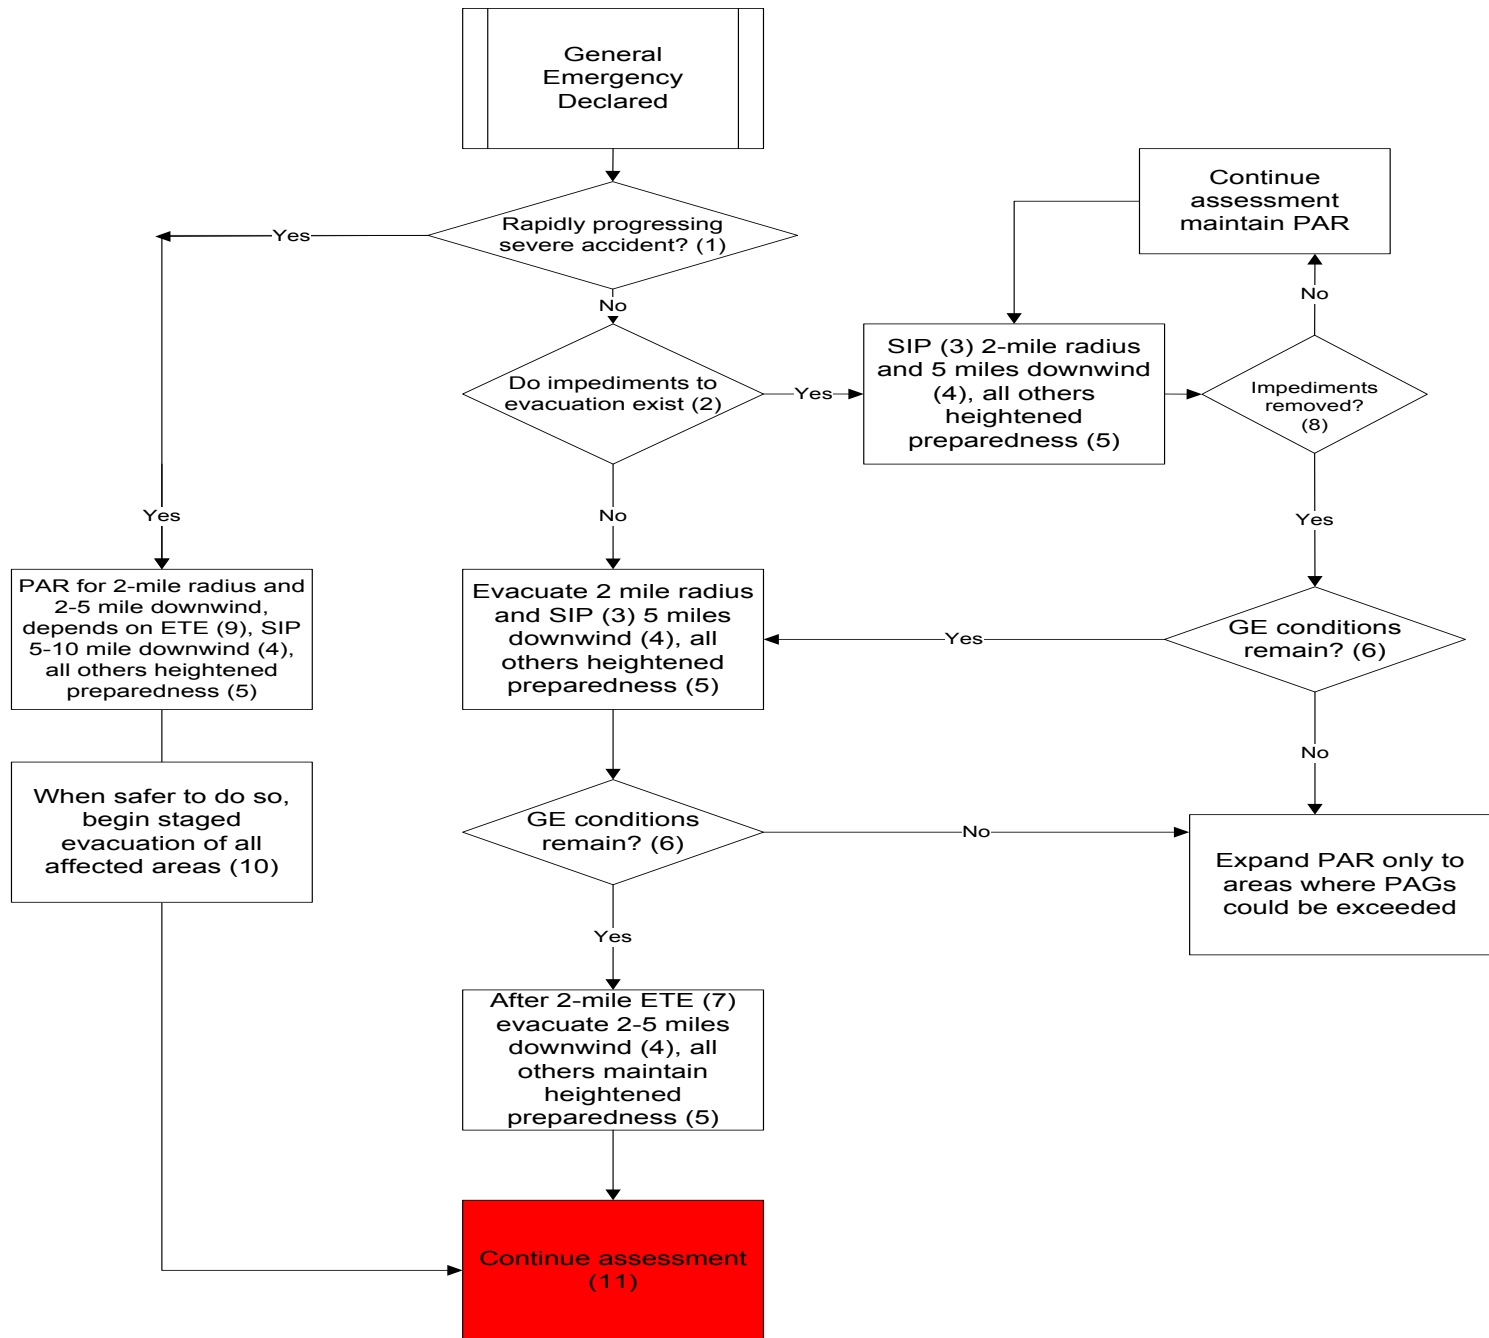 General
Emergency
Declared
Rapidly progressing
severe accident? (1)
Yes
No
Continue
assessment
maintain PAR
No
Do impediments to
evacuation exist (2)
Yes
SIP (3) 2-mile radius
and 5 miles downwind
(4), all others
heightened
preparedness (5)
Impediments
removed?
(8)
Yes
No
Yes
PAR for 2-mile radius and
2-5 mile downwind,
depends on ETE (9), SIP
5-10 mile downwind (4),
all others heightened
preparedness (5)
Evacuate 2 mile radius
and SIP (3) 5 miles
downwind (4), all
others heightened
preparedness (5)
Yes
GE conditions
remain? (6)
No
When safer to do so,
begin staged
evacuation of all
affected areas (10)
GE conditions
remain? (6)
No
Expand PAR only to
areas where PAGs
could be exceeded
Yes
After 2-mile ETE (7)
evacuate 2-5 miles
downwind (4), all
others maintain
heightened
preparedness (5)
Continue assessment
(11)